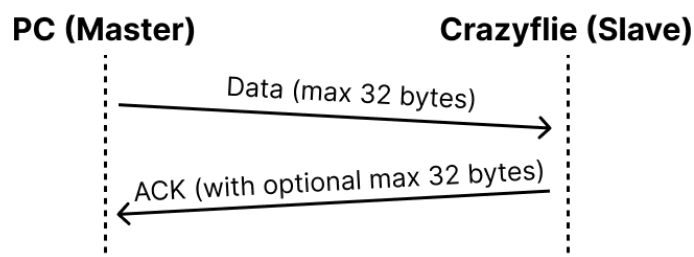 PC (Master)
Crazyflie (Slave)
Data (max 32 bytes)
ACK (with optional max 32 bytes)